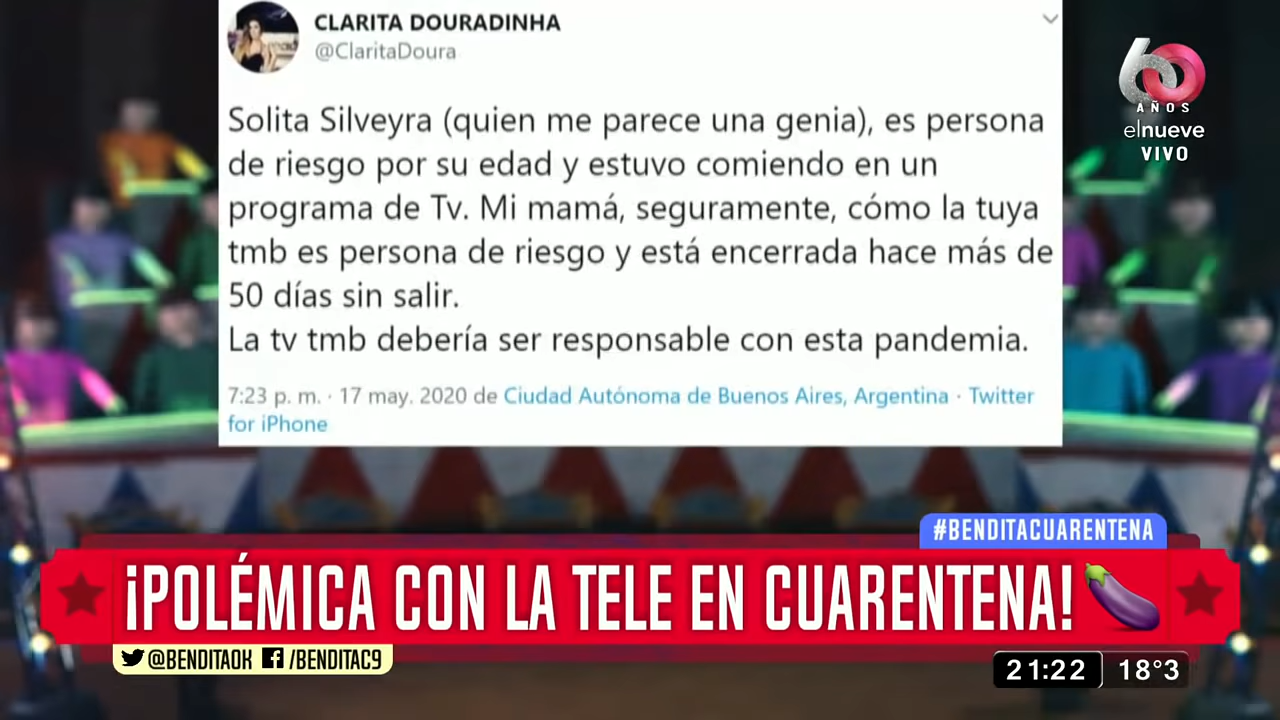 CLARITA DOURADINHA
@ClaritaDoura
Solita Silveyra (quien me parece una genia), es persona
de riesgo por su edad y estuvo comiendo en un
programa de Tv. Mi mamá, seguramente, cómo la tuya
tmb es persona de riesgo y está encerrada hace más de
50 días sin salir.
La tv tmb debería ser responsable con esta pandemia.
7:23 p. m. · 17 may. 2020 de Ciudad Autónoma de Buenos Aires, Argentina · Twitter
for iPhone
60
AÑOS
elnueve
VIVO
#BENDITACUARENTENA
¡POLÉMICA CON LA TELE EN CUARENTENA!🍆
@BENDITAOK /BENDITAC9
21:22 18°3